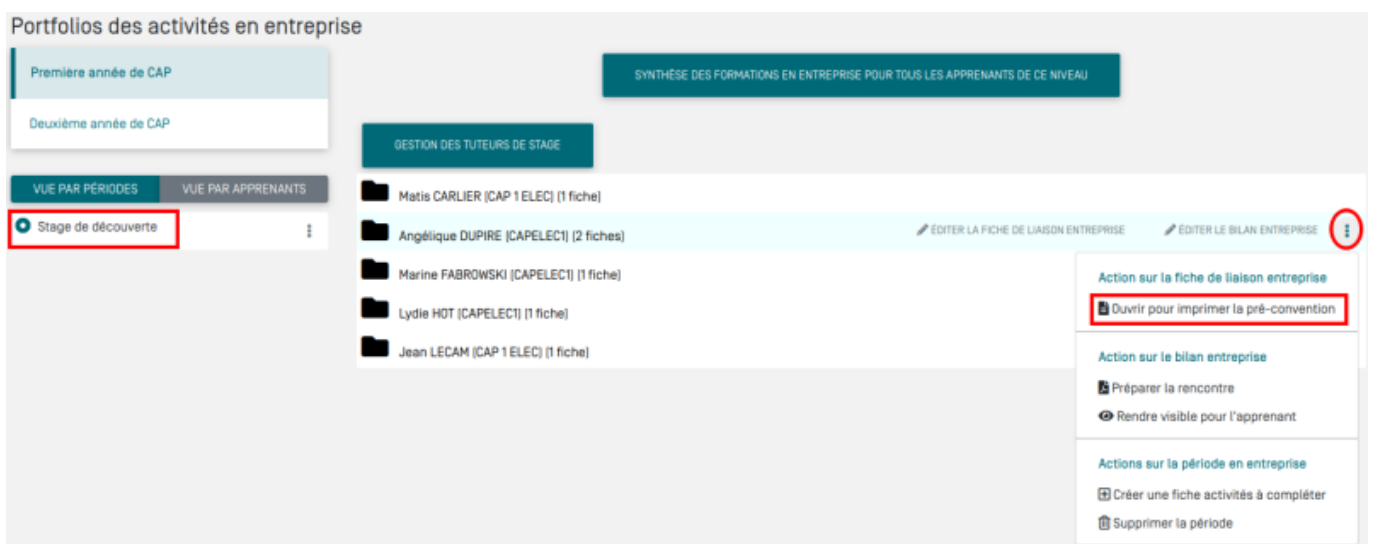 Portfolios des activités en entreprise
Première année de CAP
Deuxième année de CAP
VUE PAR PÉRIODES
VUE PAR APPRENANTS
Stage de découverte
SYNTHÈSE DES FORMATIONS EN ENTREPRISE POUR TOUS LES APPRENANTS DE CE NIVEAU
GESTION DES TUTEURS DE STAGE
Matis CARLIER (CAP 1 ELEC) (1 fiche)
Angélique DUPIRE (CAPELEC1) (2 fiches)
ÉDITER LA FICHE DE LIAISON ENTREPRISE
ÉDITER LE BILAN ENTREPRISE
Marine FABROWSKI (CAPELEC1) (1 fiche)
Lydie HOT (CAPELEC1) (1 fiche)
Jean LECAM (CAP 1 ELEC) (1 fiche)
Action sur la fiche de liaison entreprise
Ouvrir pour imprimer la pré-convention
Action sur le bilan entreprise
Préparer la rencontre
Rendre visible pour l'apprenant
Actions sur la période en entreprise
Créer une fiche activités à compléter
Supprimer la période